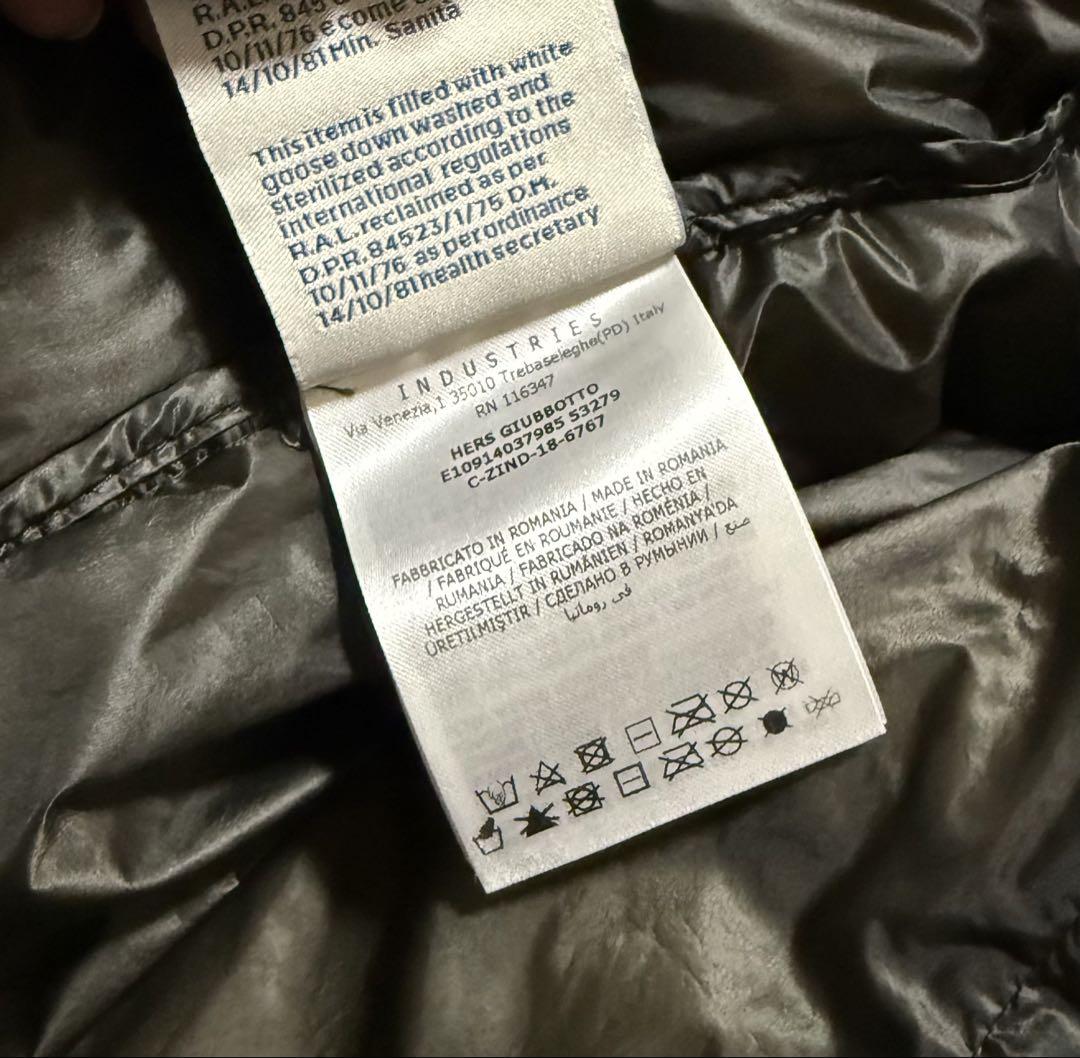 R.A.L.
D.P.R. 845
10/11/76 e come
14/10/81 Min. Sanità
This item is filled with white
goose down washed and
sterilized according to the
international regulations
R.A.L. reclaimed as per
D.P.R. 84523/1/75 D.M.
10/11/76 as per ordinance
14/10/81 health secretary
INDUSTRIES
Via Venezia,1 35010 Trebaseleghe(PD) Italy
RN 116347
HERS GIUBBOTTO
E10914037985 53279
C-ZIND-18-6767
FABBRICATO IN ROMANIA / MADE IN ROMANIA
/ FABRIQUÉ EN ROUMANIE / HECHO EN
RUMANIA / FABRICADO NA ROMÉNIA /
HERGESTELLT IN RUMÄNIEN / ROMANYA'DA
ÜRETILMIŞTIR / СДЕЛАНО В РУМЫНИИ / صنع
في رومانيا